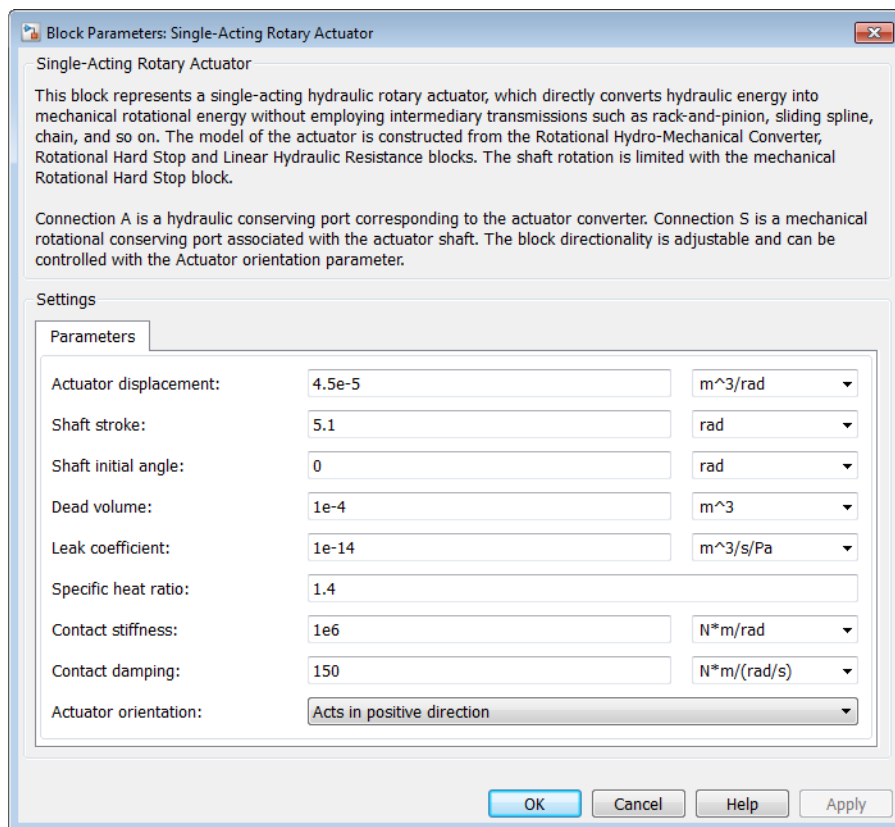 Block Parameters: Single-Acting Rotary Actuator
Single-Acting Rotary Actuator
This block represents a single-acting hydraulic rotary actuator, which directly converts hydraulic energy into
mechanical rotational energy without employing intermediary transmissions such as rack-and-pinion, sliding spline,
chain, and so on. The model of the actuator is constructed from the Rotational Hydro-Mechanical Converter,
Rotational Hard Stop and Linear Hydraulic Resistance blocks. The shaft rotation is limited with the mechanical
Rotational Hard Stop block.
Connection A is a hydraulic conserving port corresponding to the actuator converter. Connection S is a mechanical
rotational conserving port associated with the actuator shaft. The block directionality is adjustable and can be
controlled with the Actuator orientation parameter.
Settings
Parameters
Actuator displacement: 4.5e-5 m^3/rad
Shaft stroke: 5.1 rad
Shaft initial angle: 0 rad
Dead volume: 1e-4 m^3
Leak coefficient: 1e-14 m^3/s/Pa
Specific heat ratio: 1.4
Contact stiffness: 1e6 N*m/rad
Contact damping: 150 N*m/(rad/s)
Actuator orientation: Acts in positive direction
OK Cancel Help Apply